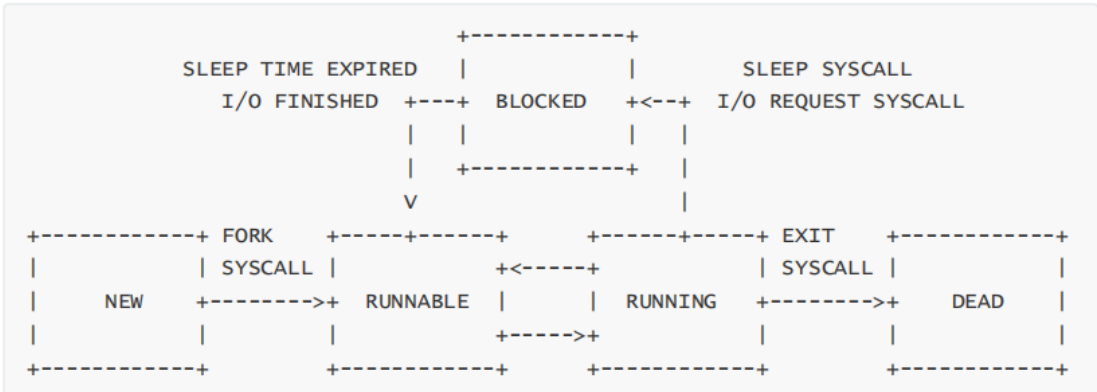 +------------+
            SLEEP TIME EXPIRED    |            |        SLEEP SYSCALL
               I/O FINISHED  +---+  BLOCKED   +<--+  I/O REQUEST SYSCALL
                             |   |            |   |
                             |   +------------+   |
                             V                    |
+------------+ FORK    +-----+------+      +------+-----+ EXIT    +------------+
|            | SYSCALL |            +<-----+            | SYSCALL |            |
|     NEW    +-------->+  RUNNABLE  |      |  RUNNING   +-------->+    DEAD    |
|            |         |            +----->+            |         |            |
+------------+         +------------+      +------------+         +------------+